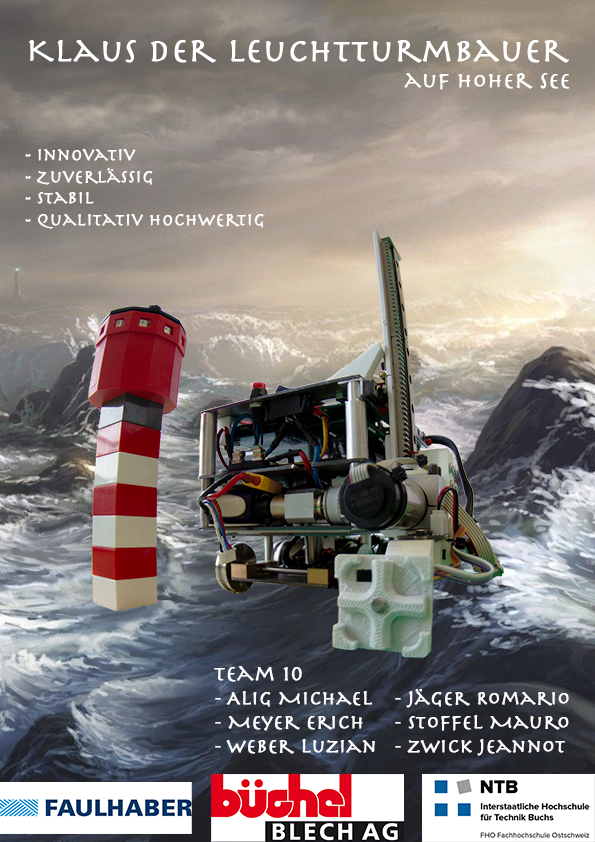 KLAUS DER LEUCHTTURMBAUER
AUF HOHER SEE
- INNOVATIV
- ZUVERLÄSSIG
- STABIL
- QUALITATIV HOCHWERTIG
TEAM 10
- ALIG MICHAEL
- MEYER ERICH
- WEBER LUZIAN
- JÄGER ROMARIO
- STOFFEL MAURO
- ZWICK JEANNOT
FAULHABER
büchel
BLECH AG
NTB
Interstaatliche Hochschule
für Technik Buchs
FHO Fachhochschule Ostschweiz